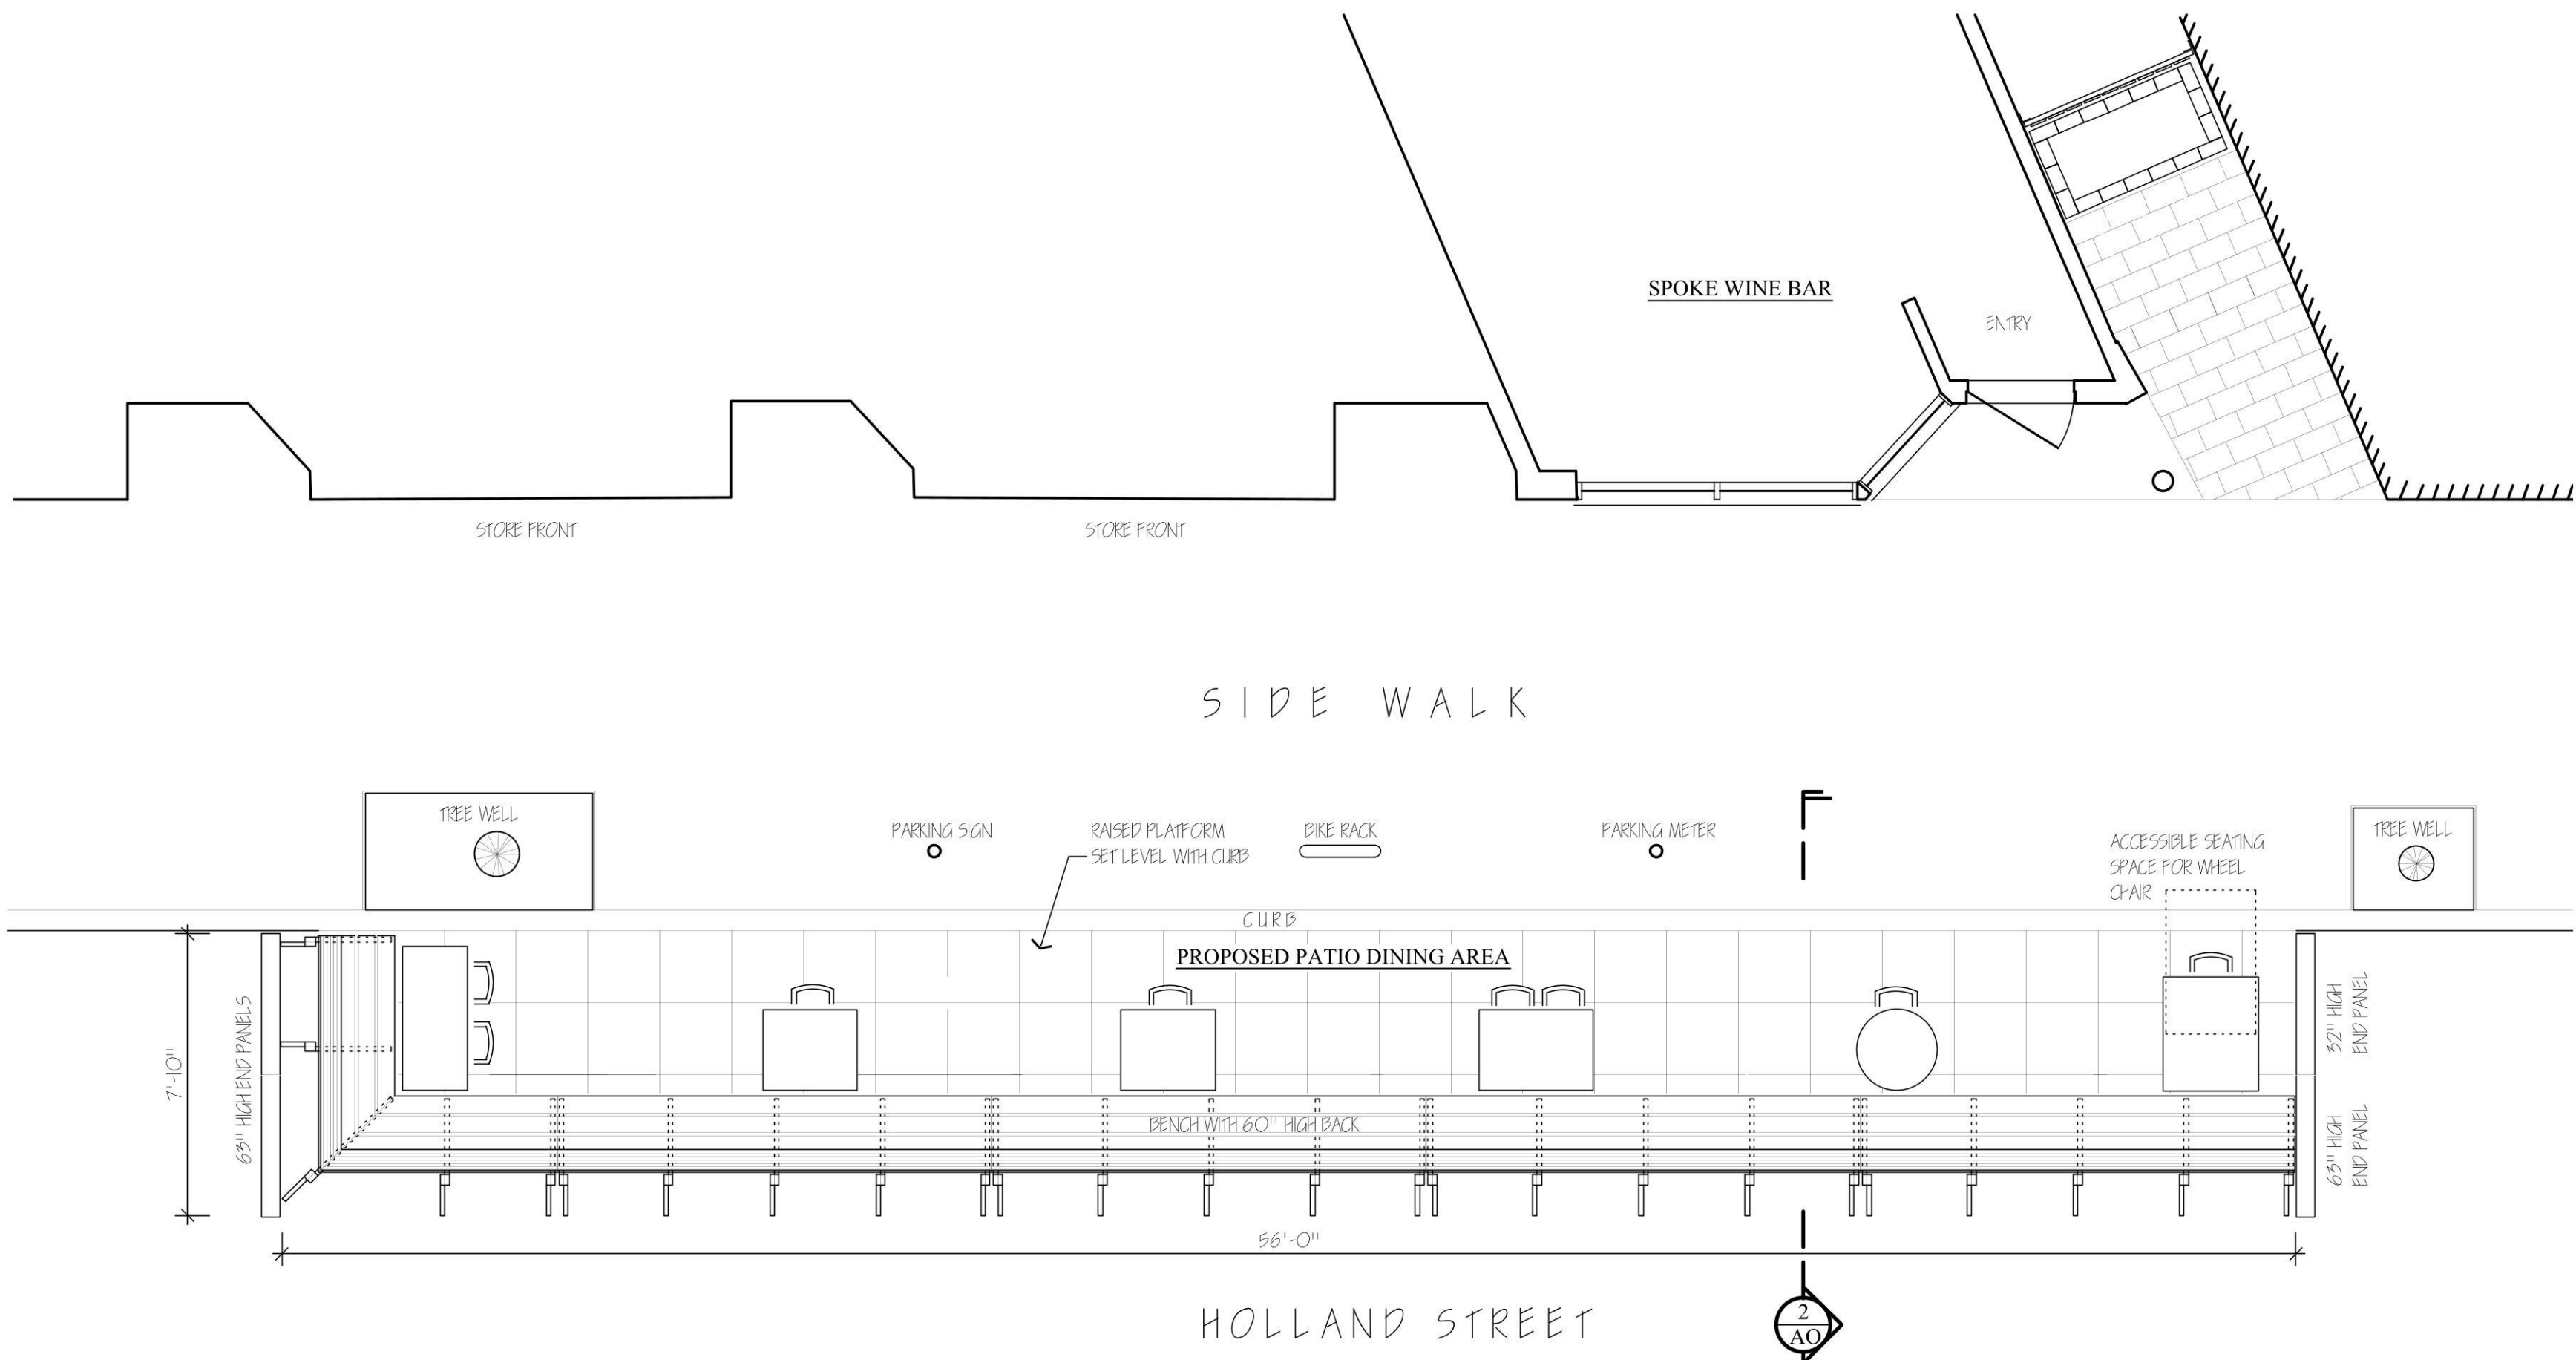 SPOKE WINE BAR
ENTRY
STORE FRONT
STORE FRONT
SIDE WALK
TREE WELL
PARKING SIGN
RAISED PLATFORM
SET LEVEL WITH CURB
BIKE RACK
PARKING METER
ACCESSIBLE SEATING
SPACE FOR WHEEL
CHAIR
TREE WELL
CURB
PROPOSED PATIO DINING AREA
7'-10"
63" HIGH END PANELS
32" HIGH
END PANEL
BENCH WITH 60" HIGH BACK
63" HIGH
END PANEL
56'-0"
HOLLAND STREET
2
AO